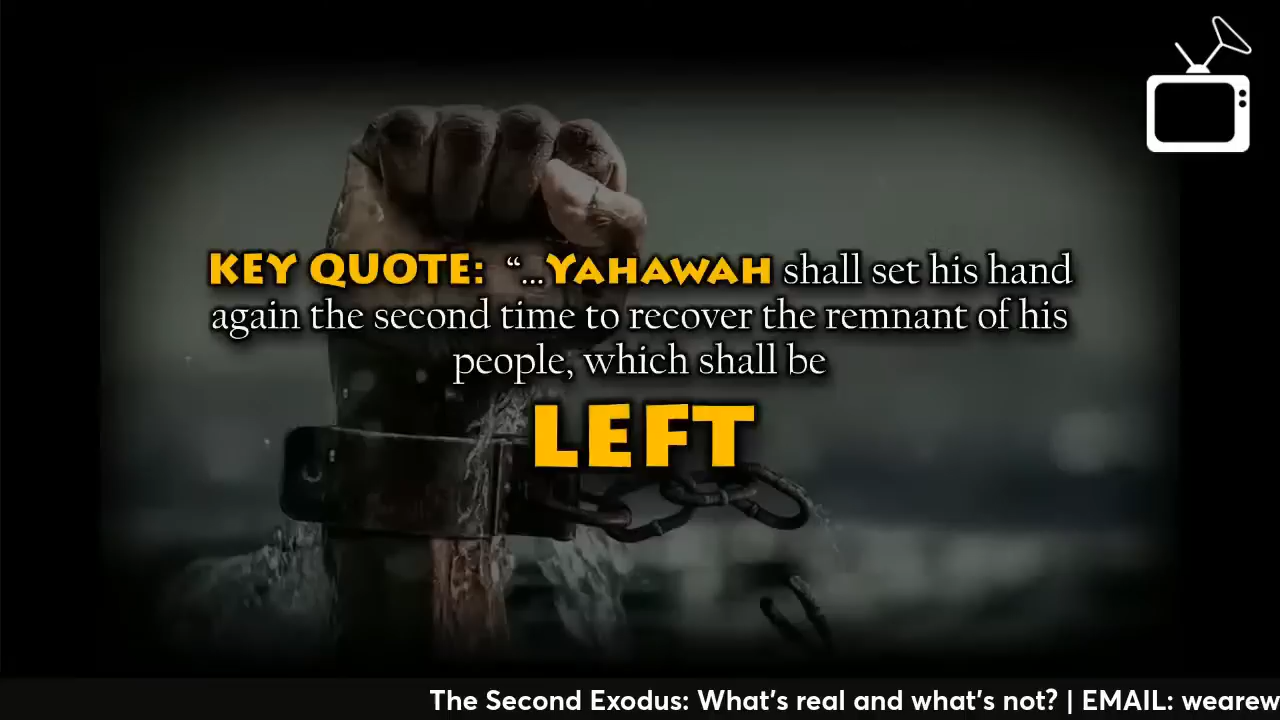 KEY QUOTE: “...YAHAWAH shall set his hand
again the second time to recover the remnant of his
people, which shall be
LEFT
The Second Exodus: What's real and what's not? | EMAIL: wearew